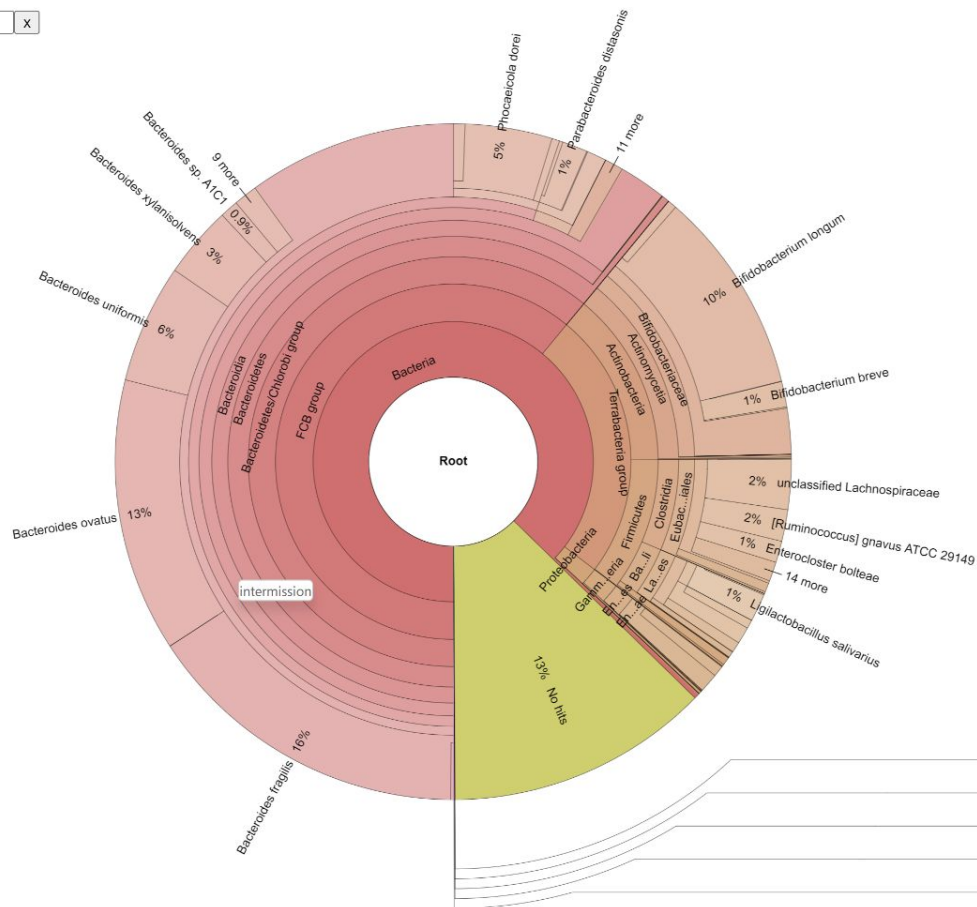 x
Phocaeicola dorei
5%
Parabacteroides distasonis
1%
11 more
Bacteroides sp. A1C1
0.9%
9 more
Bacteroides xylanisolvens
3%
Bacteroides uniformis
6%
Bacteroides ovatus
13%
Bacteroides fragilis
16%
Bacteroidia
Bacteroidetes
Bacteroidetes/Chlorobi group
FCB group
Bacteria
Root
intermission
Terrabacteria group
Actinobacteria
Actinomycetia
Bifidobacteriaceae
10%
Bifidobacterium longum
1%
Bifidobacterium breve
Firmicutes
Clostridia
Eubac...iales
2%
unclassified Lachnospiraceae
2%
[Ruminococcus] gnavus ATCC 29149
1%
Enterocloster bolteae
14 more
1%
Ligilactobacillus salivarius
Ba...li
La...es
Proteobacteria
Gamm...eria
En...es
En...ae
13% No hits